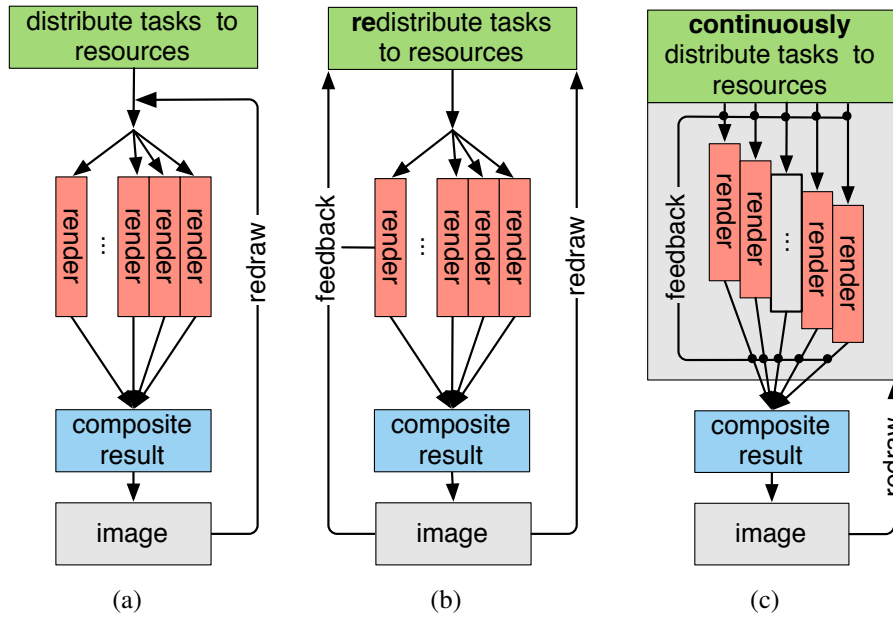 distribute tasks to
resources
render
...
render
render
render
redraw
composite
result
image
(a)
redistribute tasks
to resources
feedback
render
...
render
render
render
redraw
composite
result
image
(b)
continuously
distribute tasks to
resources
feedback
render
render
...
render
render
composite
result
redraw
image
(c)